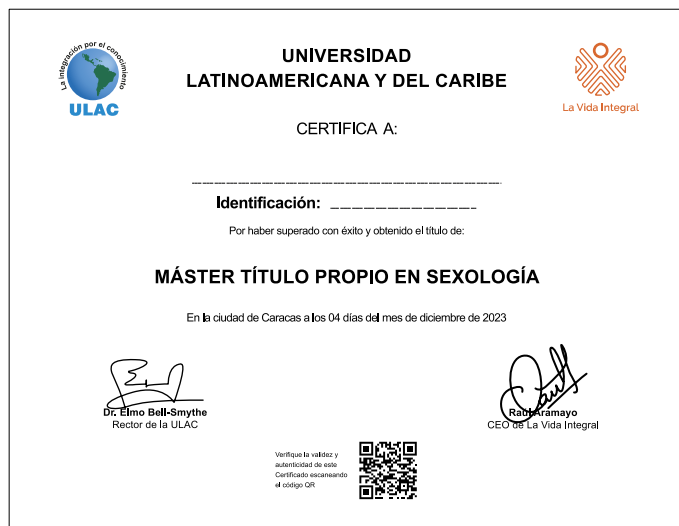 La integración por el conocimiento
ULAC
UNIVERSIDAD
LATINOAMERICANA Y DEL CARIBE
La Vida Integral
CERTIFICA A:
Identificación:
Por haber superado con éxito y obtenido el título de:
MÁSTER TÍTULO PROPIO EN SEXOLOGÍA
En la ciudad de Caracas a los 04 días del mes de diciembre de 2023
Dr. Elmo Bell-Smythe
Rector de la ULAC
Raúl Aramayo
CEO de La Vida Integral
Verifique la validez y
autenticidad de este
Certificado escaneando
el código QR